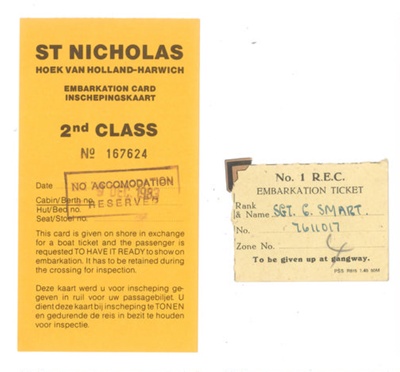 ST NICHOLAS
HOEK VAN HOLLAND-HARWICH
EMBARKATION CARD
INSCHEPINGSKAART
2nd CLASS
№ 167624
Date
NO ACCOMODATION
DEC. 1983
RESERVED
Cabin/Berth no.
Hut/Bed no.
Seat/Stoel no.
This card is given on shore in exchange
for a boat ticket and the passenger is
requested TO HAVE IT READY to show on
embarkation. It has to be retained during
the crossing for inspection.
Deze kaart werd u voor inscheping ge-
geven in ruil voor uw passagebiljet. U
dient deze kaart bij inscheping te TONEN
en gedurende de reis in bezit te houden
voor inspectie.
No. 1 R.E.C.
EMBARKATION TICKET
Rank
& Name SGT. G. SMART.
No. 7611017
Zone No. 4
To be given up at gangway.